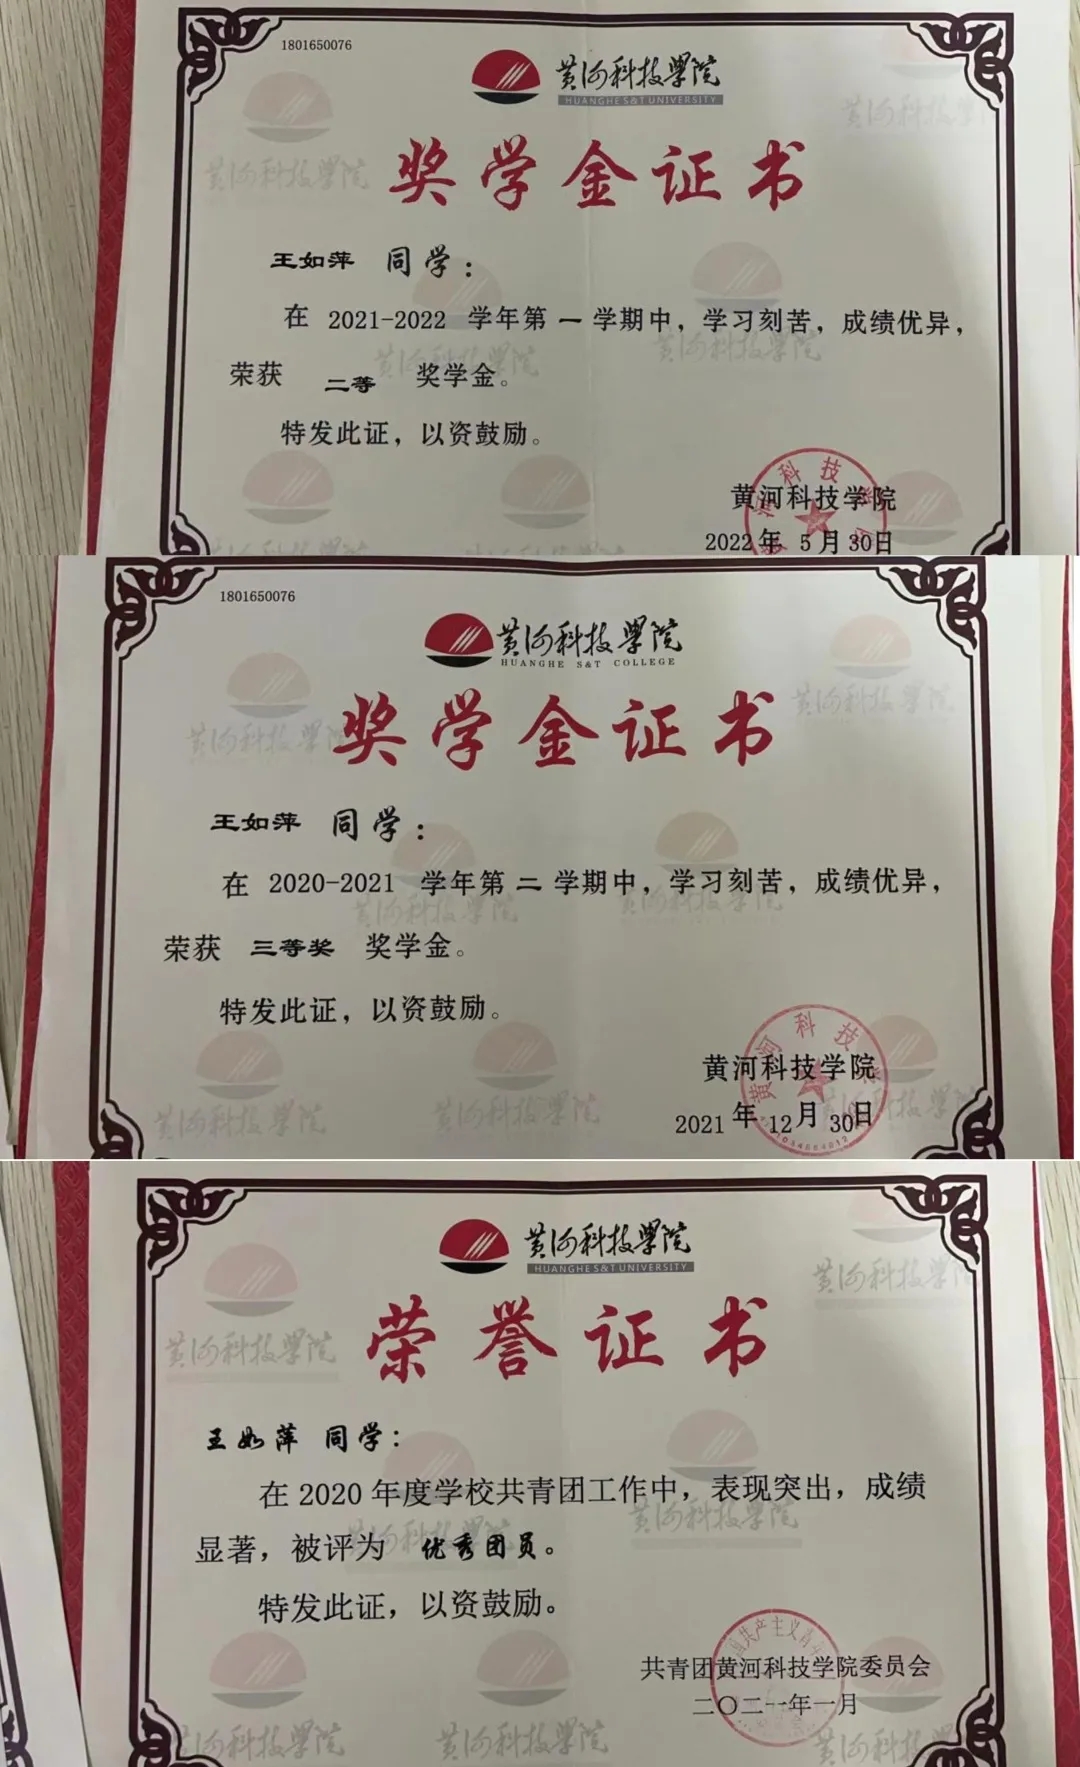 1801650076
黄河科技学院
HUANGHE S&T UNIVERSITY
奖学金证书
王如萍 同学：
在 2021-2022 学年第 一 学期中，学习刻苦，成绩优异，
荣获 二等 奖学金。
特发此证，以资鼓励。
黄河科技学院
2022 年 5 月 30 日
1801650076
黄河科技学院
HUANGHE S&T COLLEGE
奖学金证书
王如萍 同学：
在 2020-2021 学年第 二 学期中，学习刻苦，成绩优异，
荣获 三等奖 奖学金。
特发此证，以资鼓励。
黄河科技学院
2021 年 12 月 30 日
黄河科技学院
HUANGHE S&T UNIVERSITY
荣誉证书
王如萍 同学：
在 2020 年度学校共青团工作中，表现突出，成绩
显著，被评为 优秀团员。
特发此证，以资鼓励。
共青团黄河科技学院委员会
二〇二一年一月